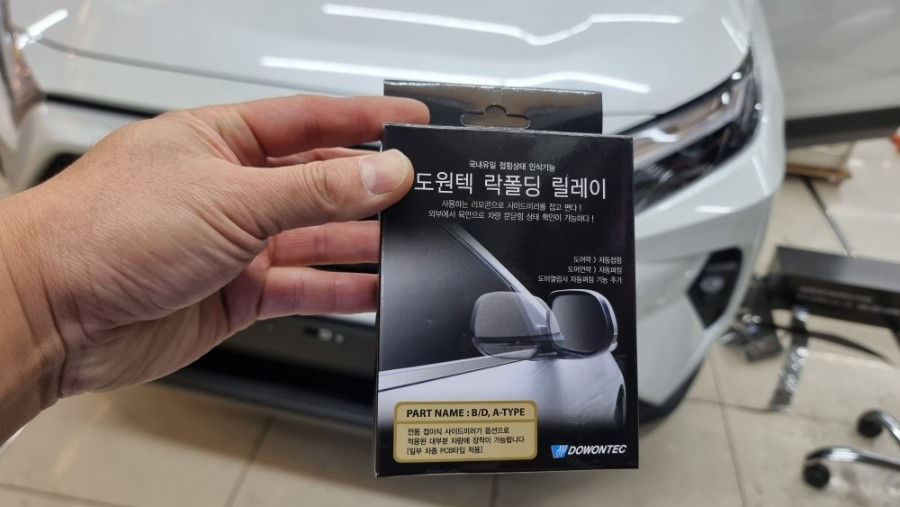 국내유일 접힘상태 인식기능
도원텍 락폴딩 릴레이
사용하는 리모콘으로 사이드미러를 접고 편다!
외부에서 육안으로 차량 문닫힘 상태 확인이 가능하다!
도어락 > 자동접힘
도어언락 > 자동펴짐
도어열림시 자동펴짐 기능 추가
PART NAME : B/D, A-TYPE
전동 접이식 사이드미러가 옵션으로
적용된 대부분 차량에 장착이 가능합니다
[일부 차종 PCB타입 적용]
DOWONTEC